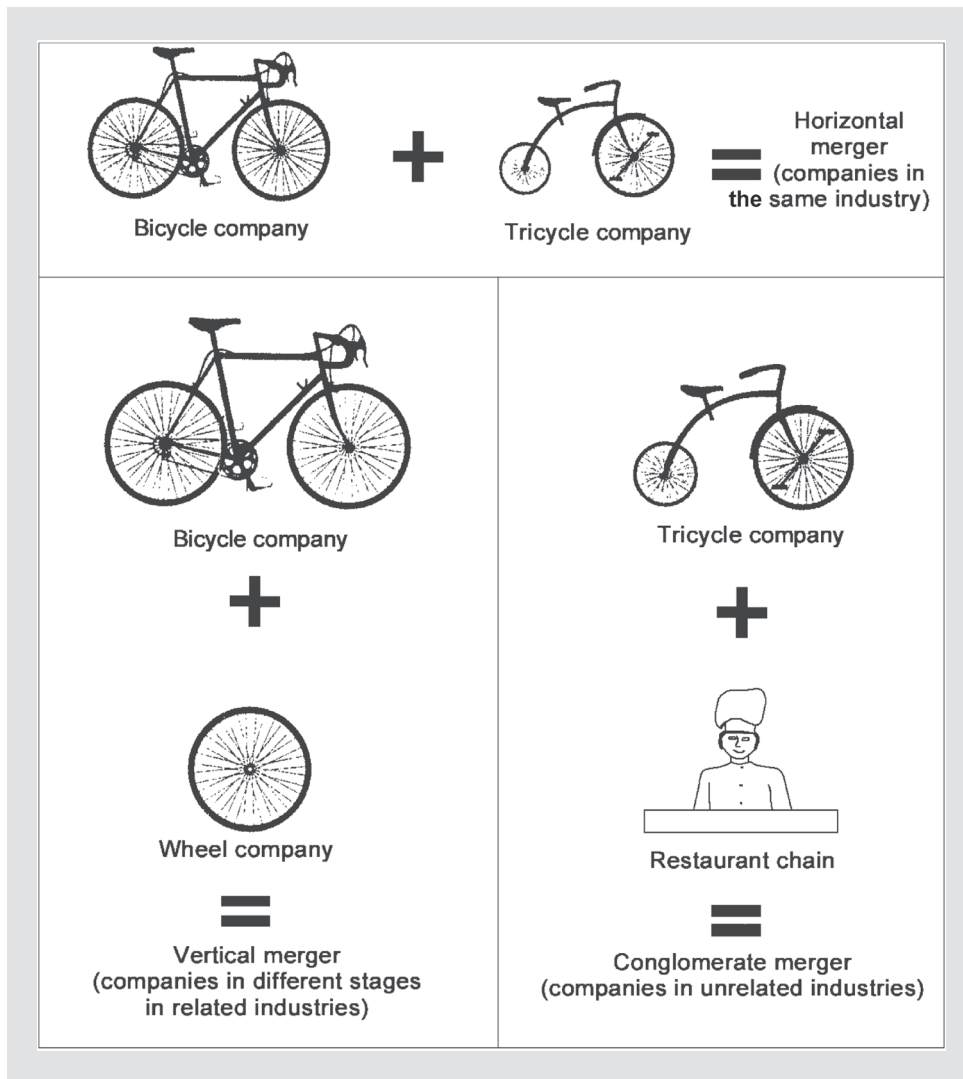 Bicycle company
+
Tricycle company
=
Horizontal
merger
(companies in
the same industry)
Bicycle company
+
Wheel company
=
Vertical merger
(companies in different stages
in related industries)
Tricycle company
+
Restaurant chain
=
Conglomerate merger
(companies in unrelated industries)